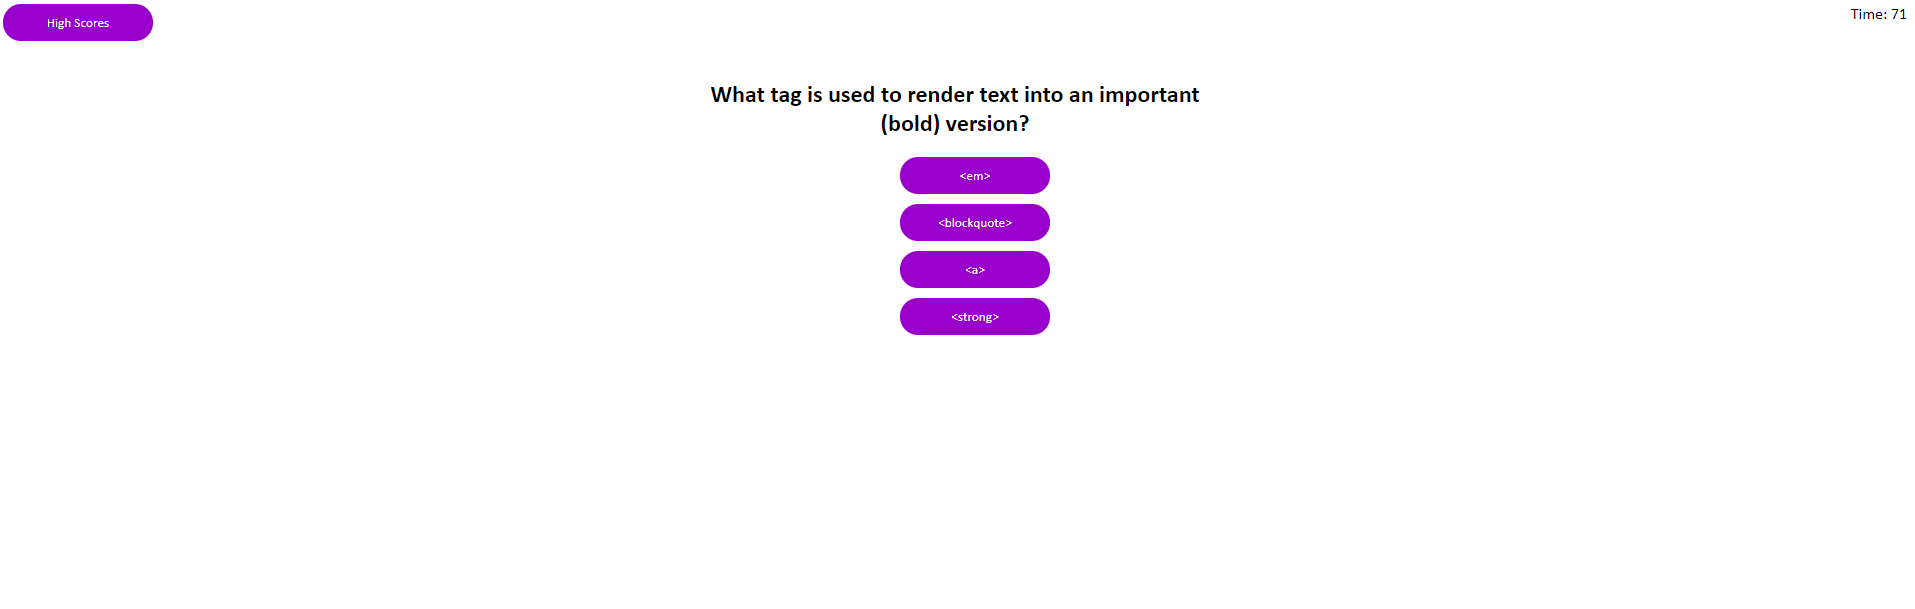 High Scores
Time: 71
What tag is used to render text into an important
(bold) version?
<em>
<blockquote>
<a>
<strong>